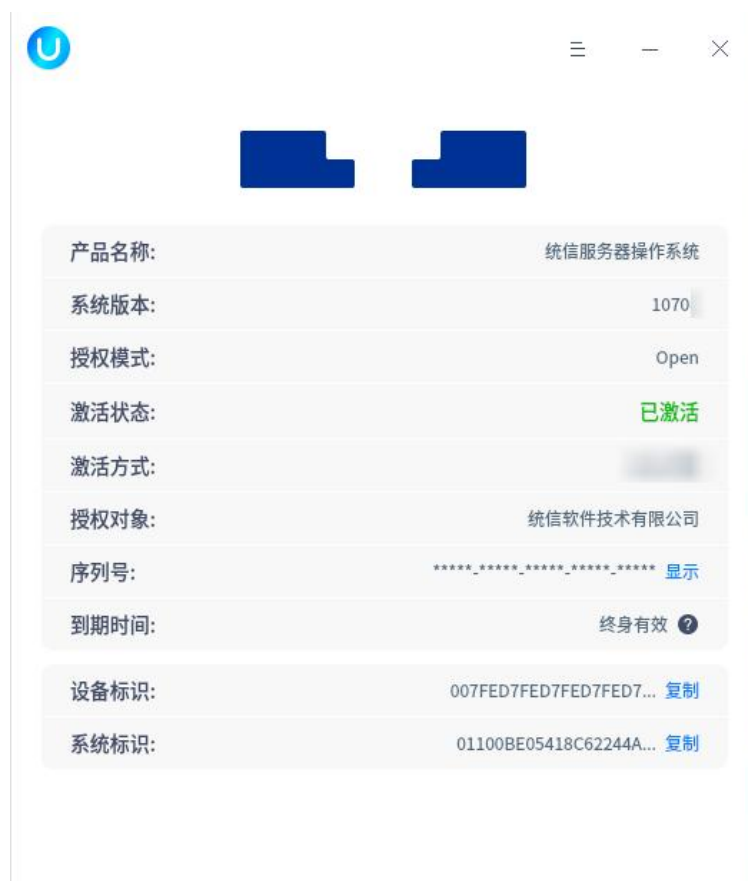 产品名称: 统信服务器操作系统
系统版本: 1070
授权模式: Open
激活状态: 已激活
激活方式:
授权对象: 统信软件技术有限公司
序列号: *****-*****-*****-*****-***** 显示
到期时间: 终身有效 ?
设备标识: 007FED7FED7FED7FED7... 复制
系统标识: 01100BE05418C62244A... 复制